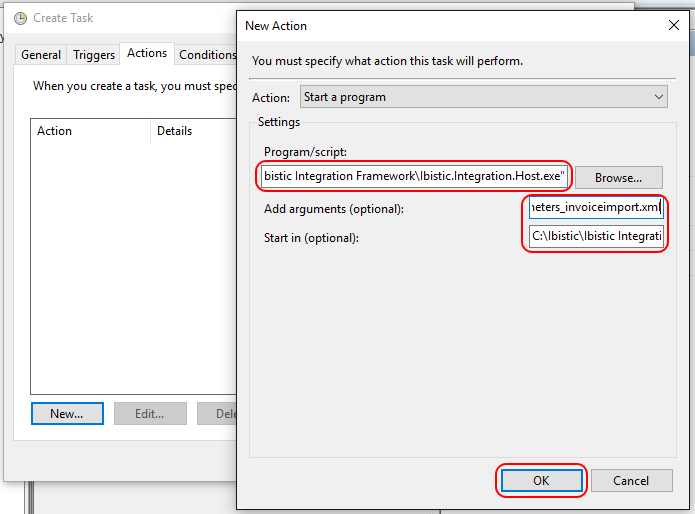 Create Task
General Triggers Actions Conditions
When you create a task, you must spec
Action Details
New... Edit... Dele
New Action
You must specify what action this task will perform.
Action: Start a program
Settings
Program/script:
bistic Integration Framework\Ibistic.Integration.Host.exe" Browse...
Add arguments (optional): neters_invoiceimport.xml
Start in (optional): C:\Ibistic\Ibistic Integrati
OK Cancel